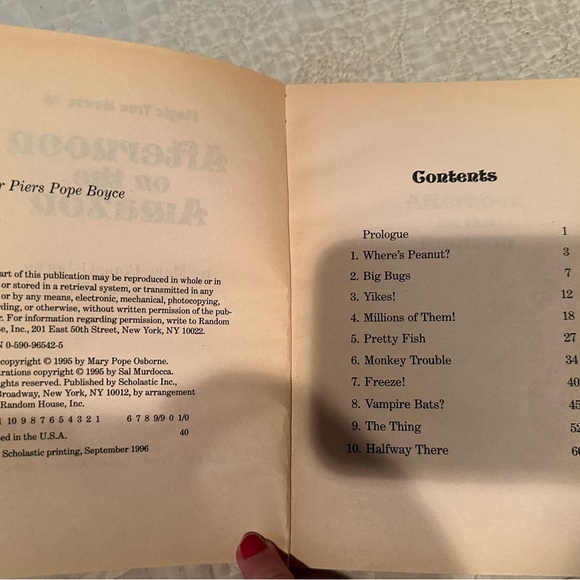 Magic Tree House #6
Afternoon
on the
Amazon
r Piers Pope Boyce
art of this publication may be reproduced in whole or in
or stored in a retrieval system, or transmitted in any
or by any means, electronic, mechanical, photocopying,
ding, or otherwise, without written permission of the pub-
r. For information regarding permission, write to Random
se, Inc., 201 East 50th Street, New York, NY 10022.
N 0-590-96542-5
copyright © 1995 by Mary Pope Osborne.
trations copyright © 1995 by Sal Murdocca.
ghts reserved. Published by Scholastic Inc.,
Broadway, New York, NY 10012, by arrangement
Random House, Inc.
1 10 9 8 7 6 5 4 3 2 1 6 7 8 9/9 0 1/0
ed in the U.S.A. 40
Scholastic printing, September 1996
Contents
Prologue 1
1. Where's Peanut? 3
2. Big Bugs 7
3. Yikes! 12
4. Millions of Them! 18
5. Pretty Fish 27
6. Monkey Trouble 34
7. Freeze! 40
8. Vampire Bats? 45
9. The Thing 52
10. Halfway There 60